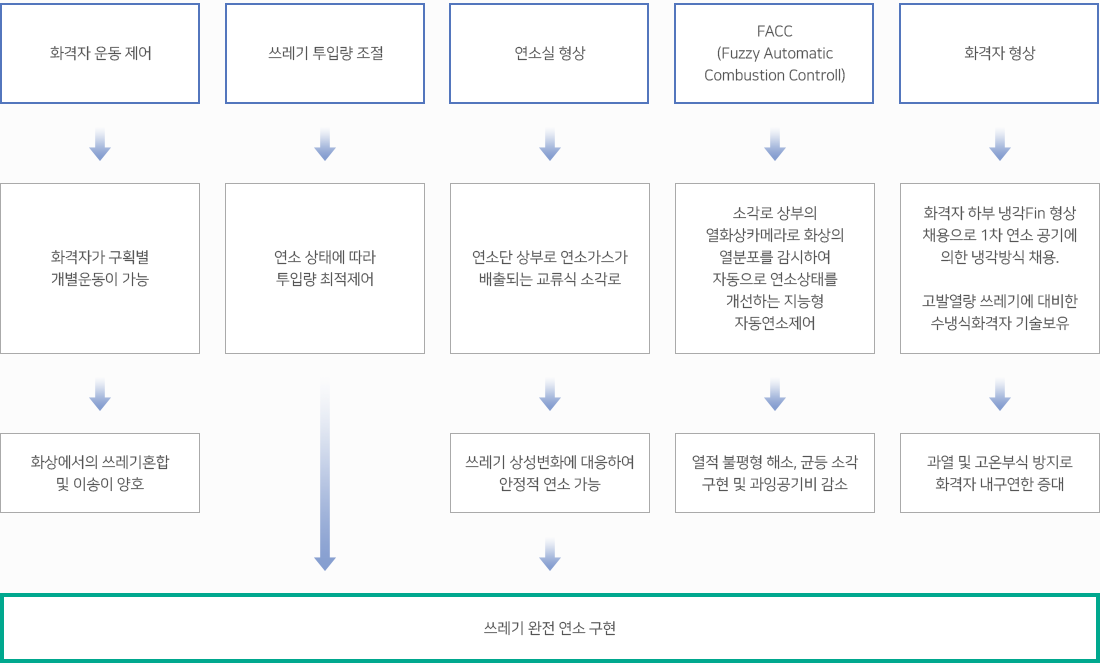 화격자 운동 제어
쓰레기 투입량 조절
연소실 형상
FACC
(Fuzzy Automatic
Combustion Controll)
화격자 형상
화격자가 구획별
개별운동이 가능
연소 상태에 따라
투입량 최적제어
연소단 상부로 연소가스가
배출되는 교류식 소각로
소각로 상부의
열화상카메라로 화상의
열분포를 감시하여
자동으로 연소상태를
개선하는 지능형
자동연소제어
화격자 하부 냉각Fin 형상
채용으로 1차 연소 공기에
의한 냉각방식 채용.
고발열량 쓰레기에 대비한
수냉식화격자 기술보유
화상에서의 쓰레기혼합
및 이송이 양호
쓰레기 상성변화에 대응하여
안정적 연소 가능
열적 불평형 해소, 균등 소각
구현 및 과잉공기비 감소
과열 및 고온부식 방지로
화격자 내구연한 증대
쓰레기 완전 연소 구현